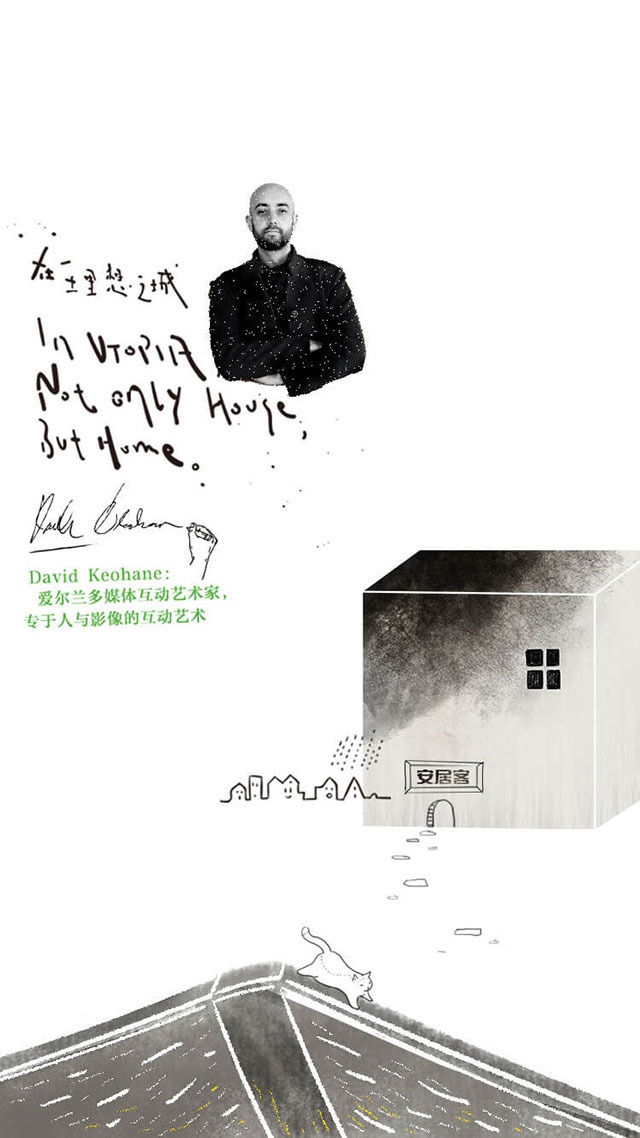 在理想之城
In UTOPIA,
Not only House,
But Home。
David Keohane:
爱尔兰多媒体互动艺术家，
专于人与影像的互动艺术
安居客